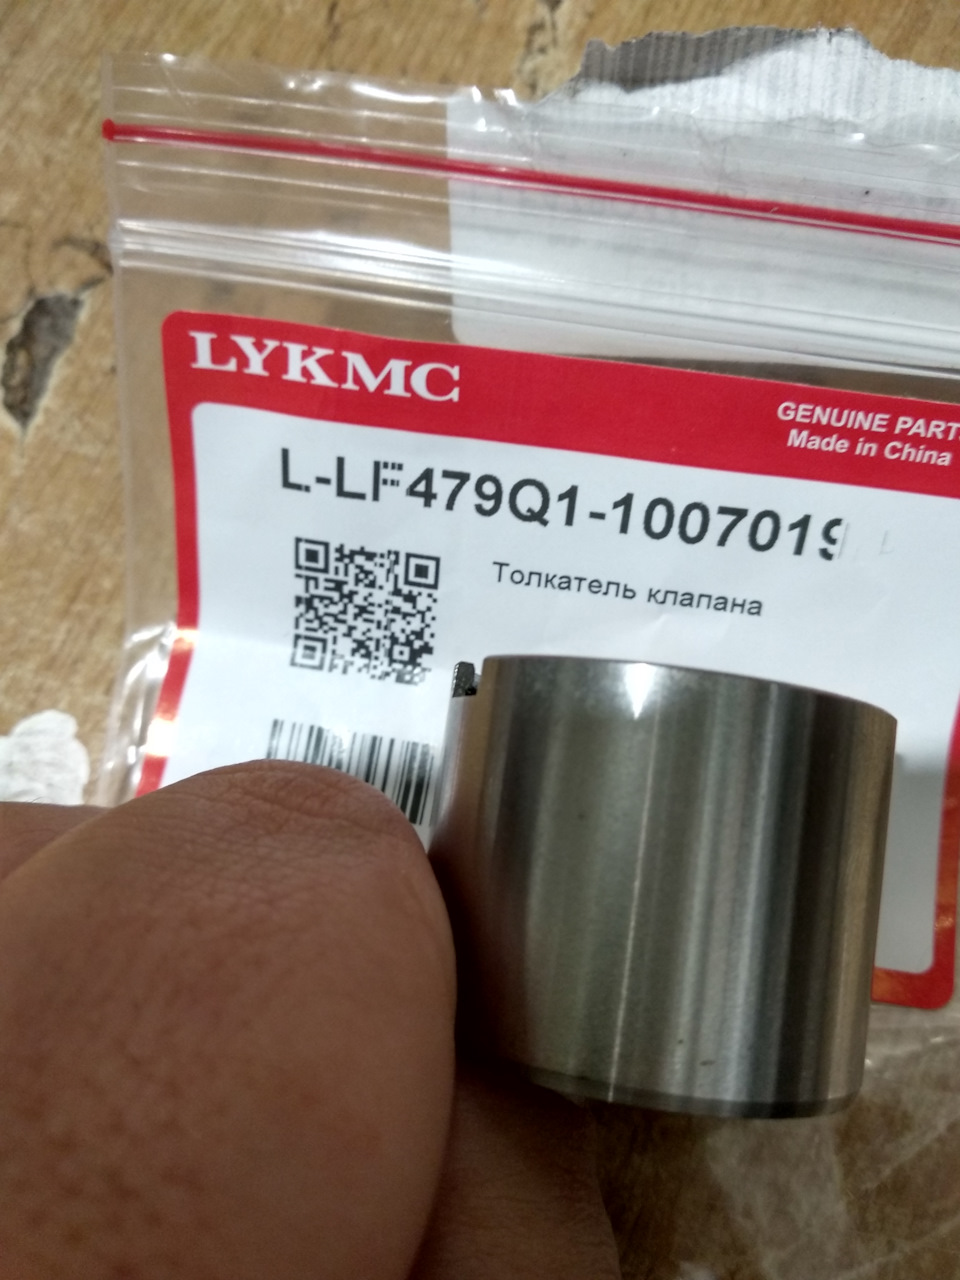 LYKMC
GENUINE PARTS
Made in China
L-LF479Q1-1007019
Толкатель клапана